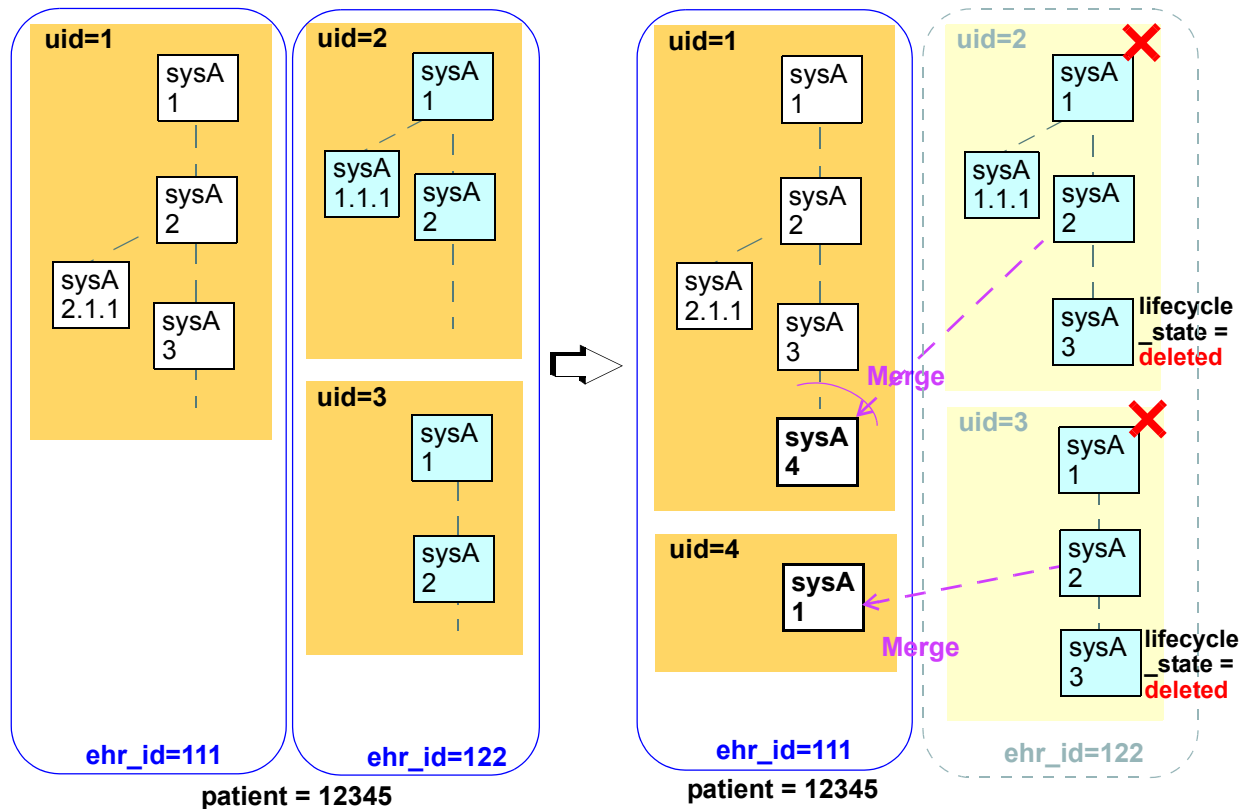 uid=1
sysA
1
sysA
2
sysA
2.1.1
sysA
3
ehr_id=111
uid=2
sysA
1
sysA
1.1.1
sysA
2
uid=3
sysA
1
sysA
2
ehr_id=122
patient = 12345
uid=1
sysA
1
sysA
2
sysA
2.1.1
sysA
3
Merge
sysA
4
uid=4
sysA
1
Merge
ehr_id=111
patient = 12345
uid=2
sysA
1
sysA
1.1.1
sysA
2
sysA
3
lifecycle
_state =
deleted
uid=3
sysA
1
sysA
2
sysA
3
lifecycle
_state =
deleted
ehr_id=122